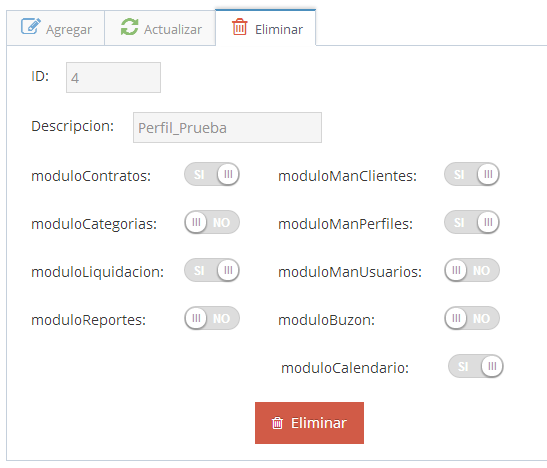 Agregar Actualizar Eliminar
ID: 4
Descripcion: Perfil_Prueba
moduloContratos: SI moduloManClientes: SI
moduloCategorias: NO moduloManPerfiles: SI
moduloLiquidacion: SI moduloManUsuarios: NO
moduloReportes: NO moduloBuzon: NO
moduloCalendario: SI
Eliminar